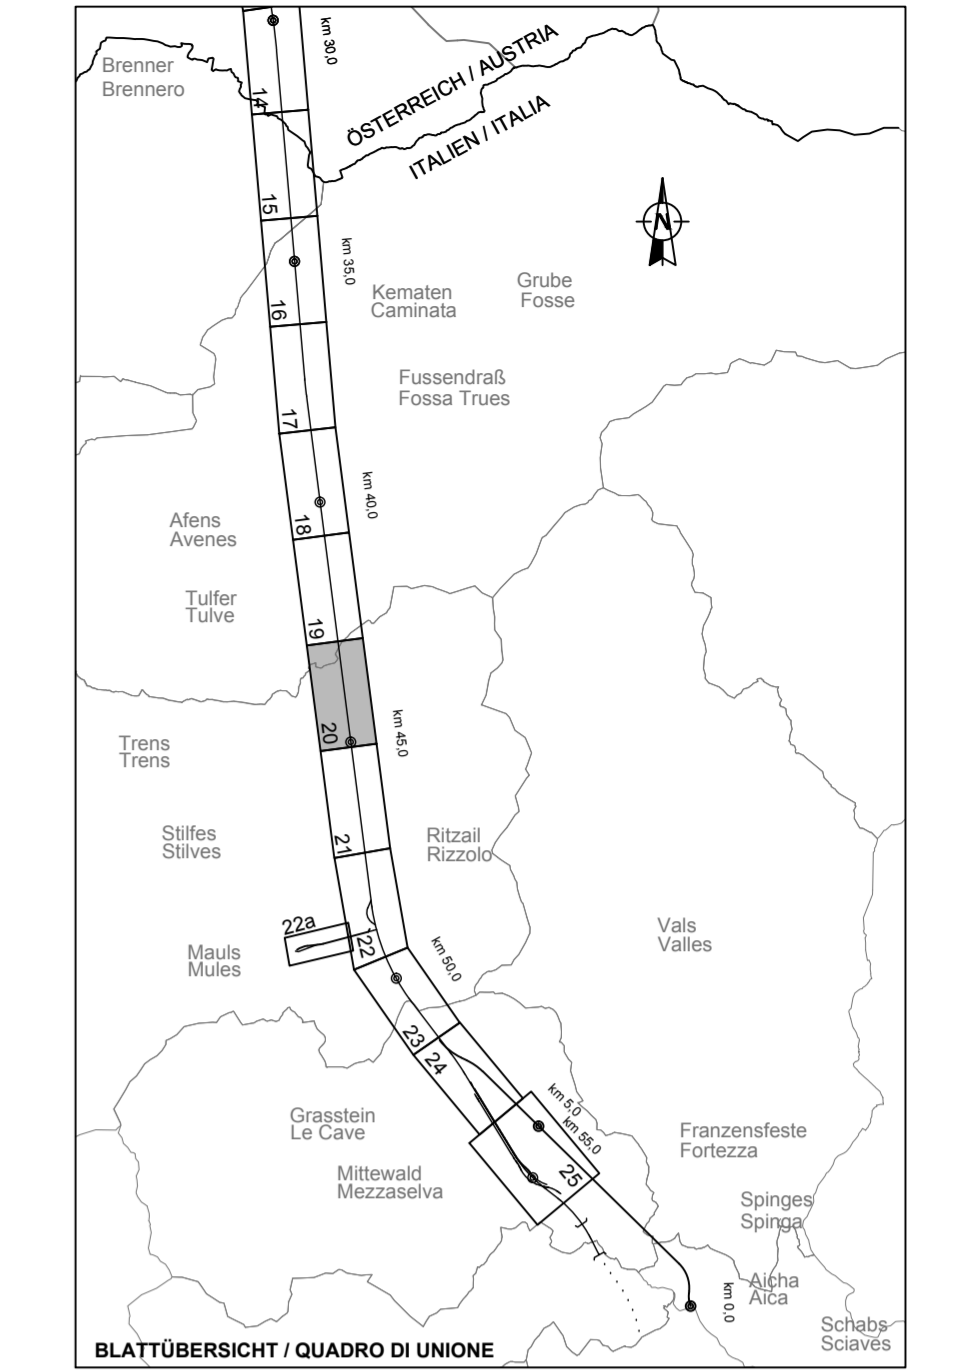 km 30,0
Brenner
Brennero
14
ÖSTERREICH / AUSTRIA
ITALIEN / ITALIA
15
N
km 35,0
16
Kematen
Caminata
Grube
Fosse
Fussendraß
Fossa Trues
17
km 40,0
18
Afens
Avenes
Tulfer
Tulve
19
20
km 45,0
Trens
Trens
21
Stilfes
Stilves
Ritzail
Rizzolo
22a
22
Mauls
Mules
km 50,0
Vals
Valles
23
24
km 5,0
km 55,0
Grasstein
Le Cave
25
Franzensfeste
Fortezza
Mittewald
Mezzaselva
Spinges
Spinga
km 0,0
Aicha
Aica
Schabs
Sciaves
BLATTÜBERSICHT / QUADRO DI UNIONE